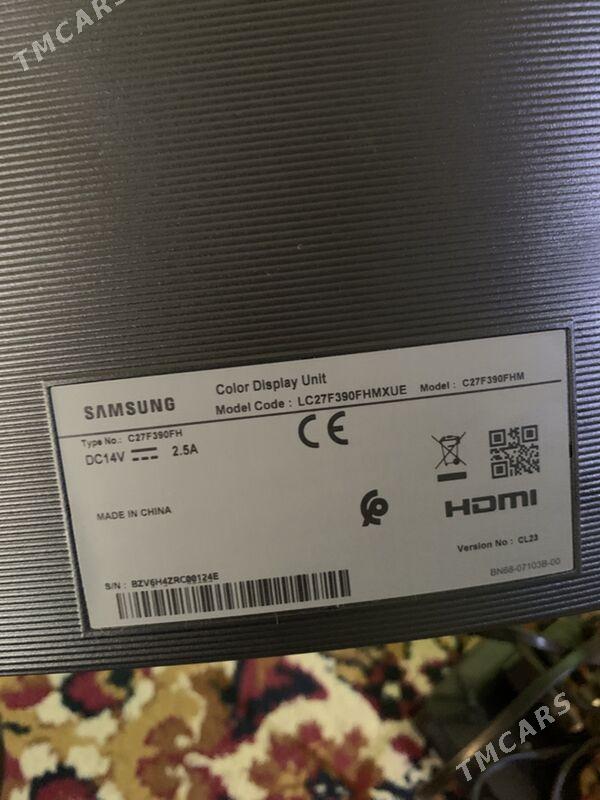 TMCARS
SAMSUNG
Color Display Unit
Model Code : LC27F390FHMXUE Model : C27F390FHM
Type No.: C27F390FH
DC14V 2.5A
CE
MADE IN CHINA
HDMI
Version No : CL23
S/N : BZV6H4ZRC00124E
BN68-07103B-00
TMCARS